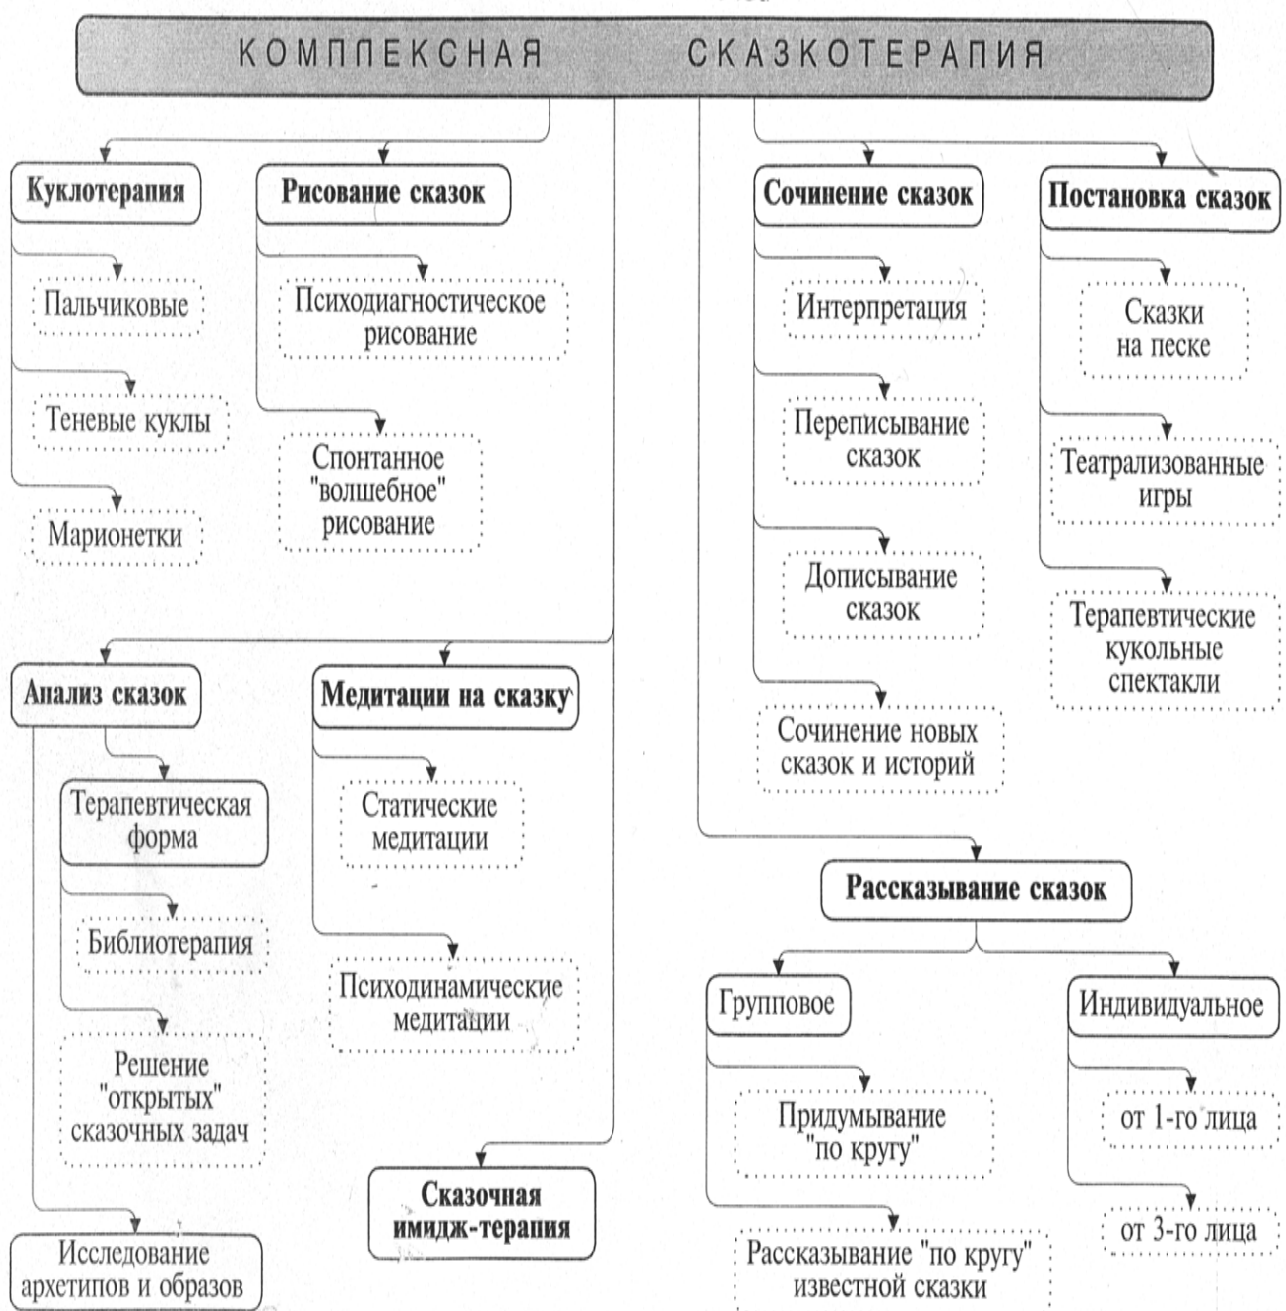 КОМПЛЕКСНАЯ СКАЗКОТЕРАПИЯ
Куклотерапия
Пальчиковые
Теневые куклы
Марионетки
Рисование сказок
Психодиагностическое
рисование
Спонтанное
"волшебное"
рисование
Сочинение сказок
Интерпретация
Переписывание
сказок
Дописывание
сказок
Сочинение новых
сказок и историй
Постановка сказок
Сказки
на песке
Театрализованные
игры
Терапевтические
кукольные
спектакли
Анализ сказок
Терапевтическая
форма
Библиотерапия
Решение
"открытых"
сказочных задач
Исследование
архетипов и образов
Медитации на сказку
Статические
медитации
Психодинамические
медитации
Сказочная
имидж-терапия
Рассказывание сказок
Групповое
Придумывание
"по кругу"
Рассказывание "по кругу"
известной сказки
Индивидуальное
от 1-го лица
от 3-го лица